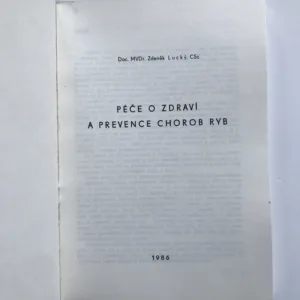 Doc. MVDr. Zdeněk Lucký CSc.
PÉČE O ZDRAVÍ
A PREVENCE CHOROB RYB
1986